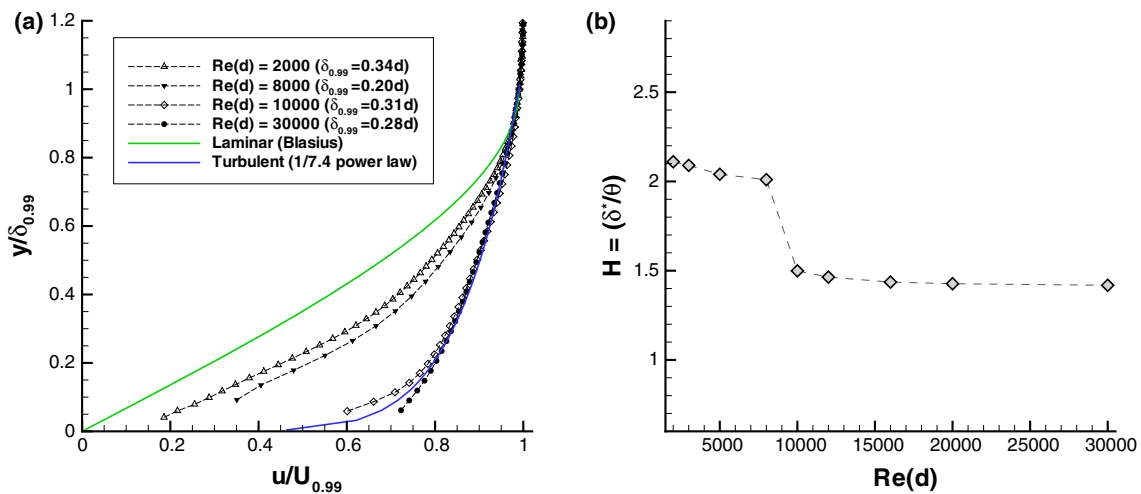 (a)
1.2
1
0.8
0.6
0.4
0.2
0
y/δ0.99
Re(d) = 2000 (δ0.99=0.34d)
Re(d) = 8000 (δ0.99=0.20d)
Re(d) = 10000 (δ0.99=0.31d)
Re(d) = 30000 (δ0.99=0.28d)
Laminar (Blasius)
Turbulent (1/7.4 power law)
0 0.2 0.4 0.6 0.8 1
u/U0.99
(b)
2.5
2
1.5
1
H = (δ*/θ)
5000 10000 15000 20000 25000 30000
Re(d)